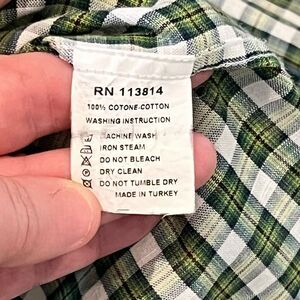 RN 113814
100% COTONE-COTTON
WASHING INSTRUCTION
MACHINE WASH
IRON STEAM
DO NOT BLEACH
DRY CLEAN
DO NOT TUMBLE DRY
MADE IN TURKEY